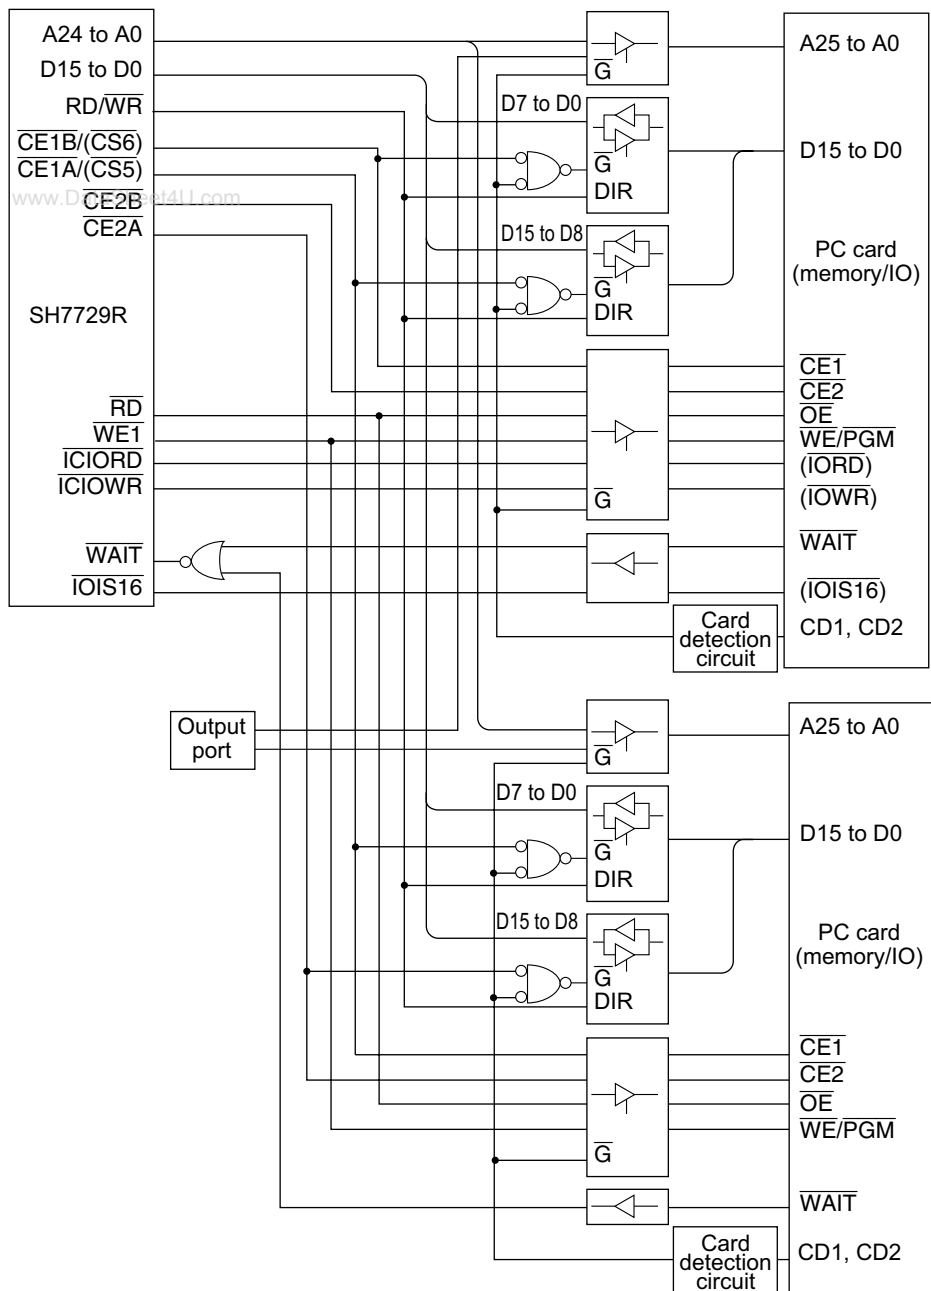 A24 to A0
D15 to D0
RD/WR
CE1B/(CS6)
CE1A/(CS5)
www.DataSheet4U.com
CE2B
CE2A
SH7729R
RD
WE1
ICIORD
ICIOWR
WAIT
IOIS16
Output
port
G
D7 to D0
G
DIR
D15 to D8
G
DIR
G
Card
detection
circuit
A25 to A0
D15 to D0
PC card
(memory/IO)
CE1
CE2
OE
WE/PGM
(IORD)
(IOWR)
WAIT
(IOIS16)
CD1, CD2
G
D7 to D0
G
DIR
D15 to D8
G
DIR
G
Card
detection
circuit
A25 to A0
D15 to D0
PC card
(memory/IO)
CE1
CE2
OE
WE/PGM
WAIT
CD1, CD2